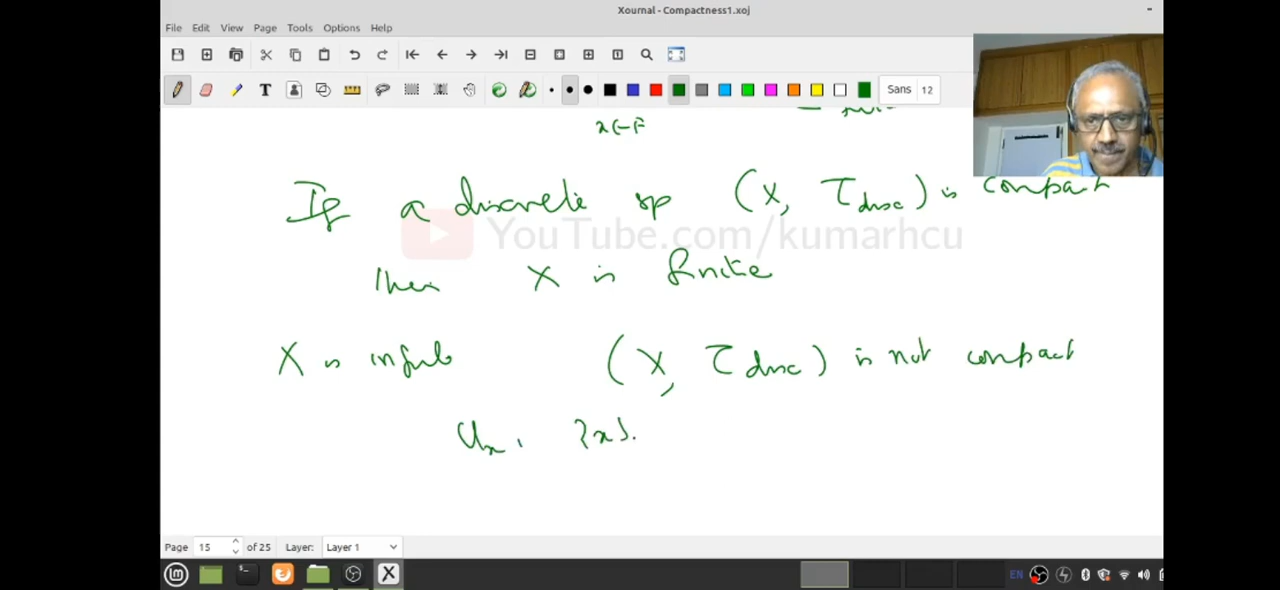 Xournal - Compactness1.xoj
File Edit View Page Tools Options Help
Sans 12
x∈F
If a discrete sp (X, τdisc) is compact
YouTube.com/kumarhcu
then X is finite
X is infinite (X, τdisc) is not compact
Ux = {x}.
Page 15 of 25 Layer: Layer 1
EN